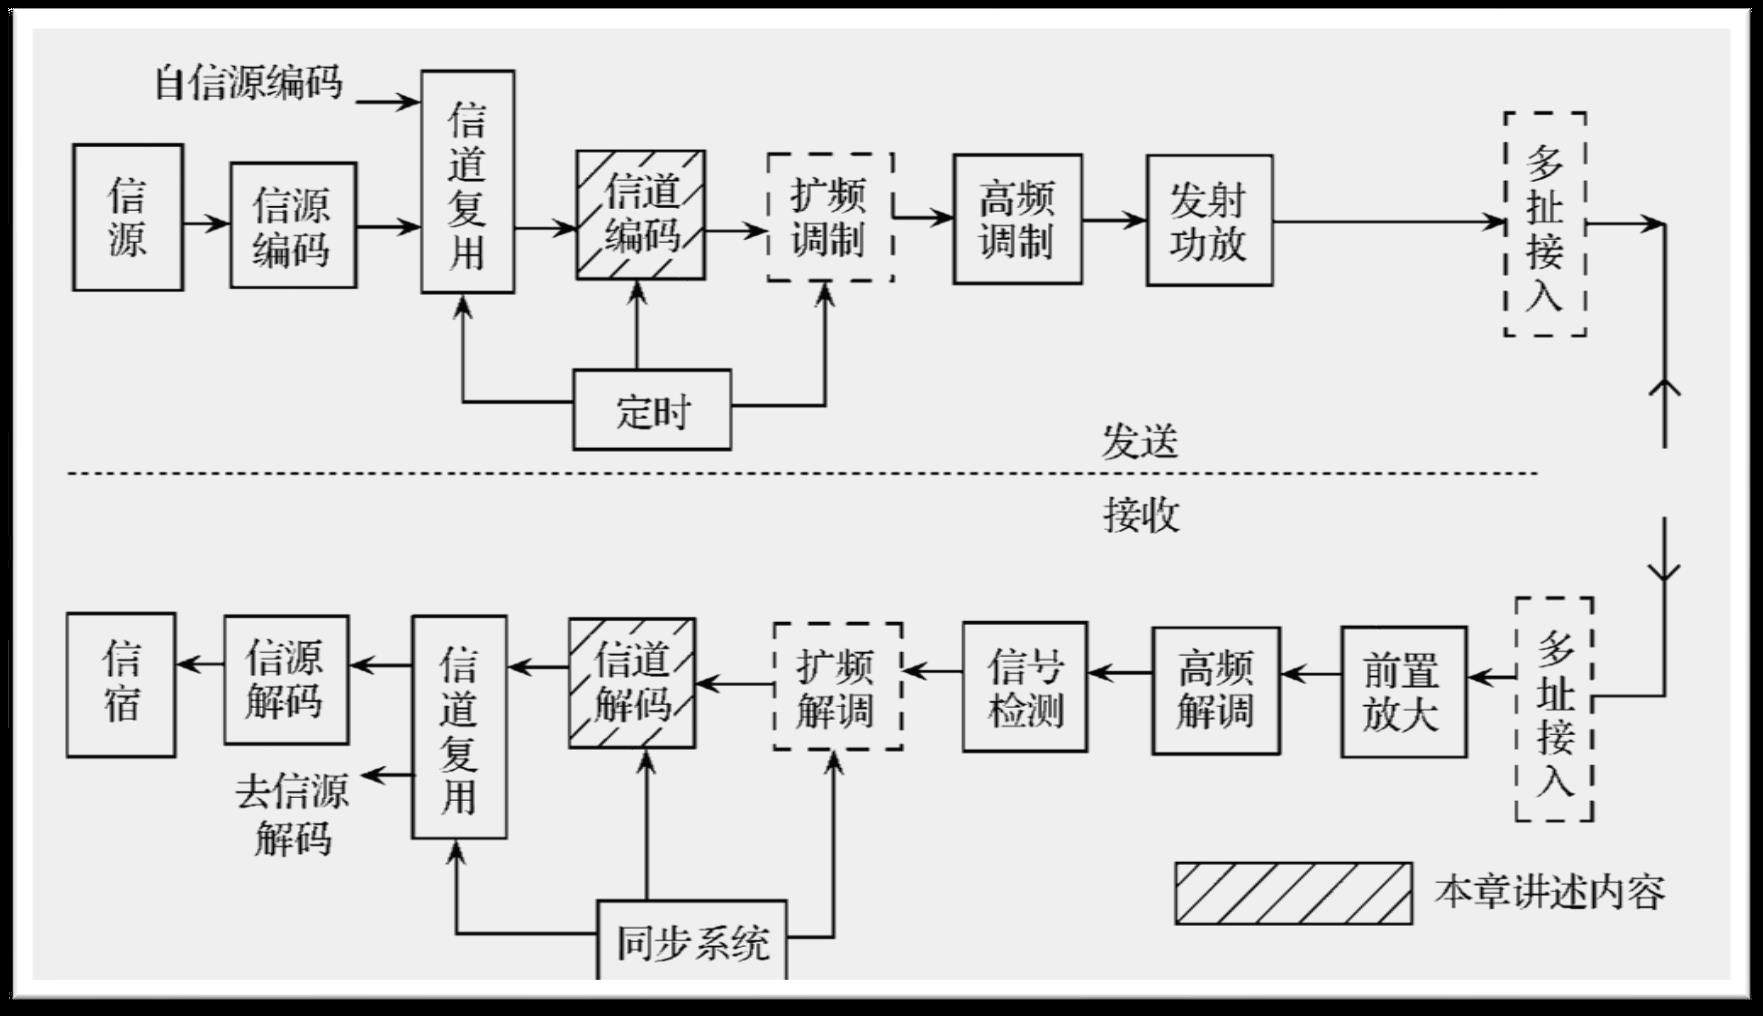 自信源编码
信
源
信源
编码
信
道
复
用
信道
编码
扩频
调制
高频
调制
发射
功放
多
扯
接
入
定时
发送
接收
信
宿
信源
解码
去信源
解码
信
道
复
用
信道
解码
扩频
解调
信号
检测
高频
解调
前置
放大
多
址
接
入
同步系统
本章讲述内容